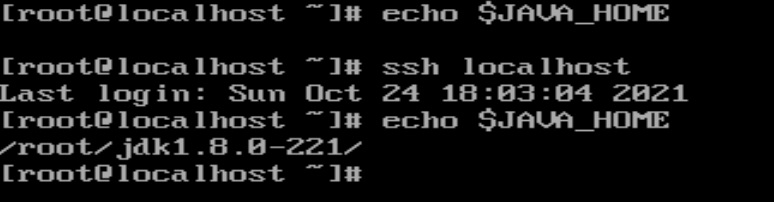 [root@localhost ~]# echo $JAVA_HOME
[root@localhost ~]# ssh localhost
Last login: Sun Oct 24 18:03:04 2021
[root@localhost ~]# echo $JAVA_HOME
/root/jdk1.8.0-221/
[root@localhost ~]#